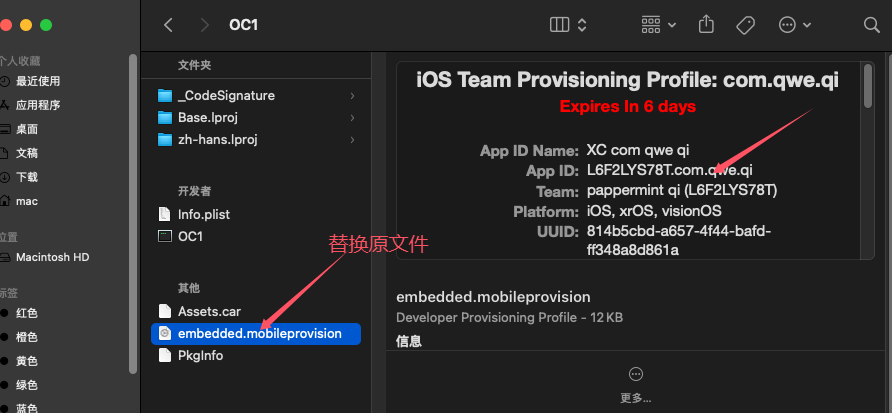 OC1
个人收藏
最近使用
应用程序
桌面
文稿
下载
mac
位置
Macintosh HD
标签
红色
橙色
黄色
绿色
蓝色
文件夹
_CodeSignature
Base.lproj
zh-hans.lproj
开发者
Info.plist
OC1
替换原文件
其他
Assets.car
embedded.mobileprovision
PkgInfo
iOS Team Provisioning Profile: com.qwe.qi
Expires In 6 days
App ID Name: XC com qwe qi
App ID: L6F2LYS78T.com.qwe.qi
Team: pappermint qi (L6F2LYS78T)
Platform: iOS, xrOS, visionOS
UUID: 814b5cbd-a657-4f44-bafd-
ff348a8d861a
embedded.mobileprovision
Developer Provisioning Profile - 12 KB
信息
更多...